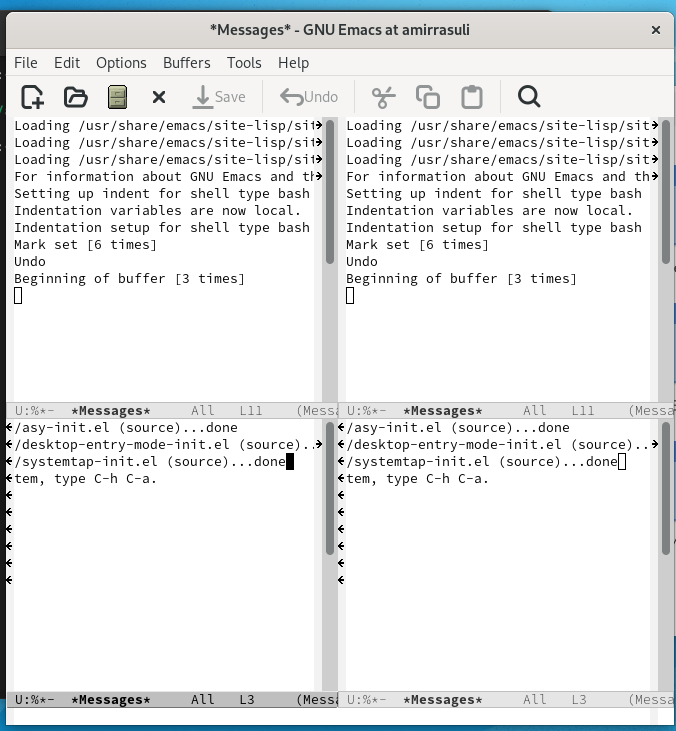 *Messages* - GNU Emacs at amirrasuli
File Edit Options Buffers Tools Help
Save Undo
Loading /usr/share/emacs/site-lisp/sit
Loading /usr/share/emacs/site-lisp/sit
Loading /usr/share/emacs/site-lisp/sit
For information about GNU Emacs and th
Setting up indent for shell type bash
Indentation variables are now local.
Indentation setup for shell type bash
Mark set [6 times]
Undo
Beginning of buffer [3 times]
U:%*- *Messages* All L11 (Messa
Loading /usr/share/emacs/site-lisp/sit
Loading /usr/share/emacs/site-lisp/sit
Loading /usr/share/emacs/site-lisp/sit
For information about GNU Emacs and th
Setting up indent for shell type bash
Indentation variables are now local.
Indentation setup for shell type bash
Mark set [6 times]
Undo
Beginning of buffer [3 times]
U:%*- *Messages* All L11 (Messa
/asy-init.el (source)...done
/desktop-entry-mode-init.el (source)..
/systemtap-init.el (source)...done
tem, type C-h C-a.
U:%*- *Messages* All L3 (Messa
/asy-init.el (source)...done
/desktop-entry-mode-init.el (source)..
/systemtap-init.el (source)...done
tem, type C-h C-a.
U:%*- *Messages* All L3 (Messa